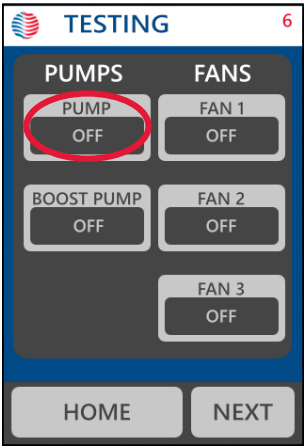 TESTING 6
PUMPS FANS
PUMP FAN 1
OFF OFF
BOOST PUMP FAN 2
OFF OFF
FAN 3
OFF
HOME NEXT